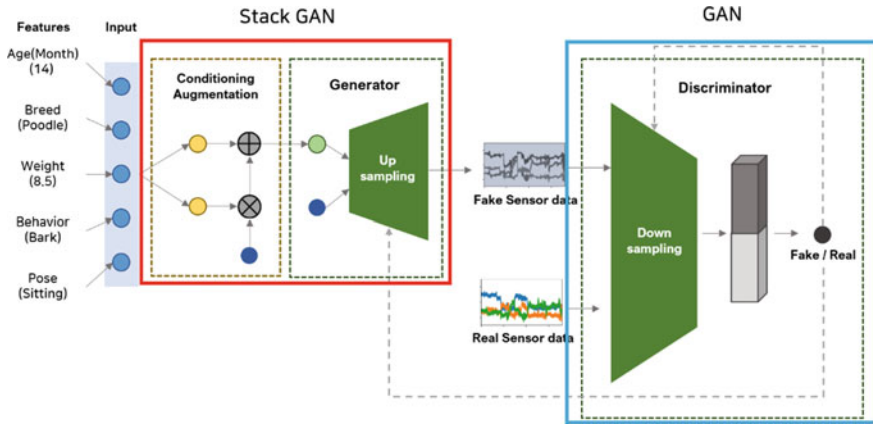 Stack GAN
GAN
Features
Input
Age(Month)
(14)
Breed
(Poodle)
Weight
(8.5)
Behavior
(Bark)
Pose
(Sitting)
Conditioning
Augmentation
Generator
Up
sampling
Fake Sensor data
Real Sensor data
Discriminator
Down
sampling
Fake / Real